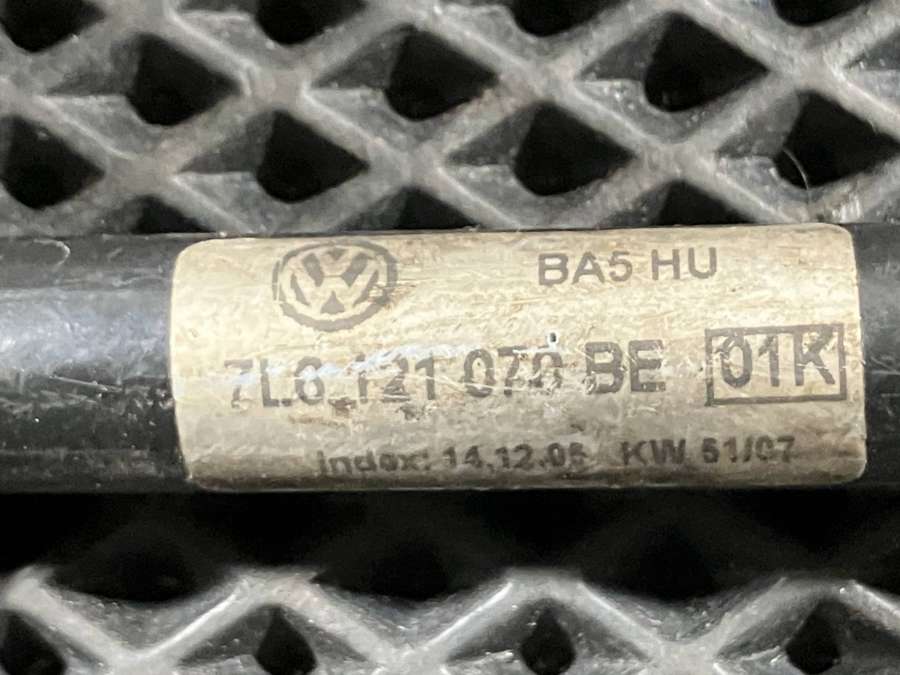 BA5 HU
7L6 121 070 BE 01K
Index: 14.12.05 KW 51/07